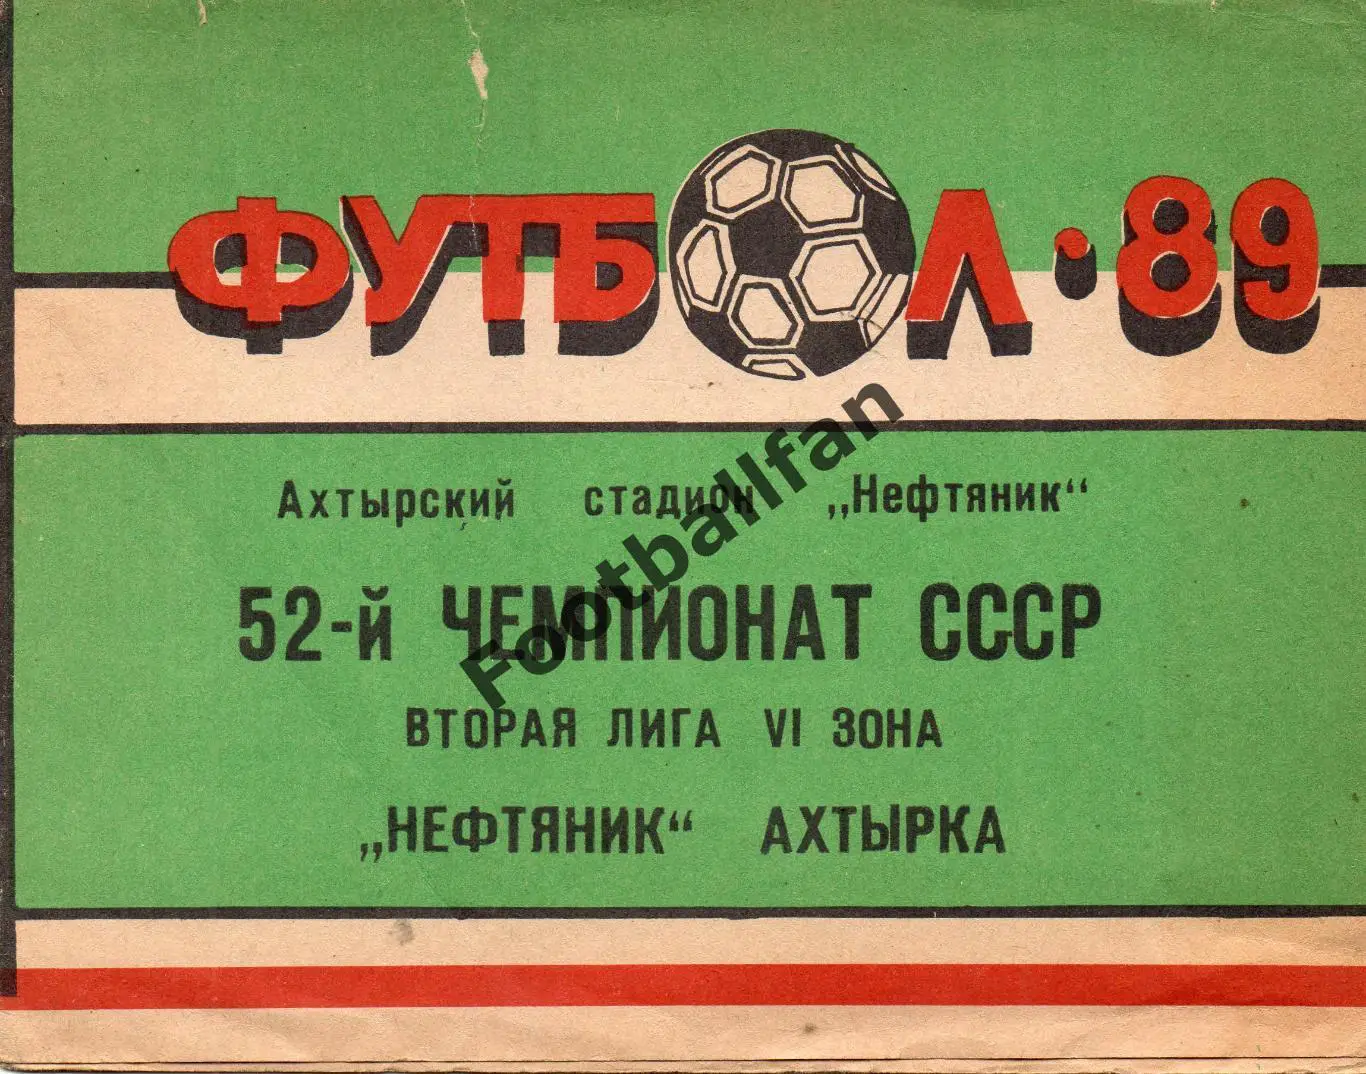 ФУТБОЛ·89
Ахтырский стадион „Нефтяник“
52-й ЧЕМПИОНАТ СССР
ВТОРАЯ ЛИГА VI ЗОНА
„НЕФТЯНИК“ АХТЫРКА
Footballfan